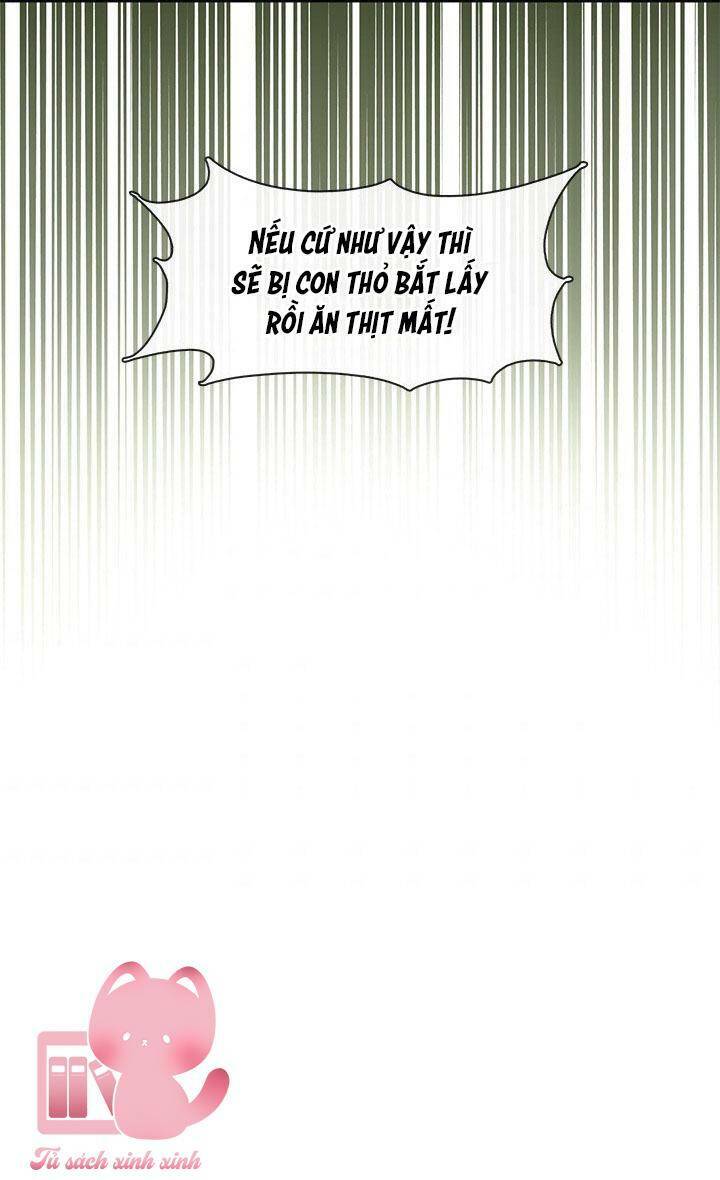 NẾU CỨ NHƯ VẬY THÌ
SẼ BỊ CON THỎ BẮT LẤY
RỒI ĂN THỊT MẤT!
Tủ sách xinh xinh